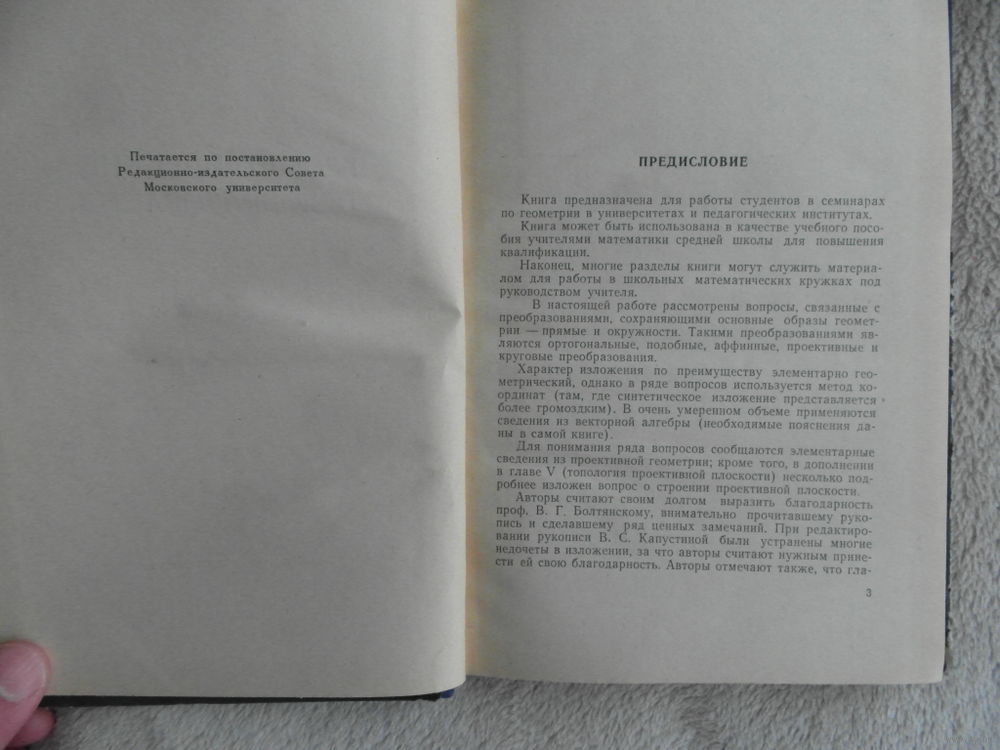 Печатается по постановлению
Редакционно-издательского Совета
Московского университета
ПРЕДИСЛОВИЕ
Книга предназначена для работы студентов в семинарах
по геометрии в университетах и педагогических институтах.
Книга может быть использована в качестве учебного посо-
бия учителями математики средней школы для повышения
квалификации.
Наконец, многие разделы книги могут служить материа-
лом для работы в школьных математических кружках под
руководством учителя.
В настоящей работе рассмотрены вопросы, связанные с
преобразованиями, сохраняющими основные образы геомет-
рии — прямые и окружности. Такими преобразованиями яв-
ляются ортогональные, подобные, аффинные, проективные и
круговые преобразования.
Характер изложения по преимуществу элементарно гео-
метрический, однако в ряде вопросов используется метод ко-
ординат (там, где синтетическое изложение представляется
более громоздким). В очень умеренном объеме применяются
сведения из векторной алгебры (необходимые пояснения да-
ны в самой книге).
Для понимания ряда вопросов сообщаются элементарные
сведения из проективной геометрии; кроме того, в дополнении
в главе V (топология проективной плоскости) несколько под-
робнее изложен вопрос о строении проективной плоскости.
Авторы считают своим долгом выразить благодарность
проф. В. Г. Болтянскому, внимательно прочитавшему руко-
пись и сделавшему ряд ценных замечаний. При редактиро-
вании рукописи В. С. Капустиной были устранены многие
недочеты в изложении, за что авторы считают нужным прине-
сти ей свою благодарность. Авторы отмечают также, что гла-
3